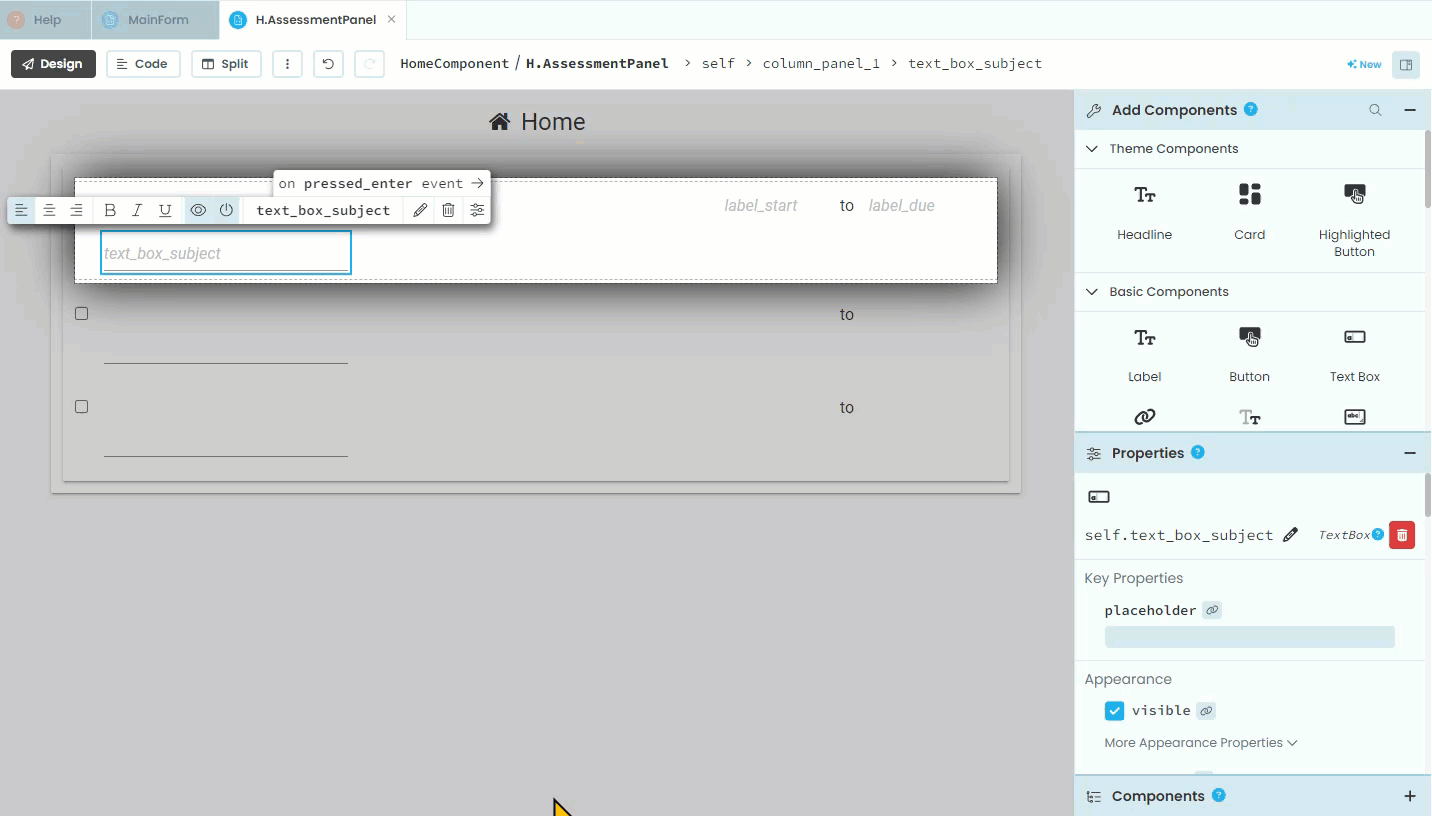 Help
MainForm
H.AssessmentPanel
Design
Code
Split
HomeComponent / H.AssessmentPanel > self > column_panel_1 > text_box_subject
New
Home
on pressed_enter event →
B I U text_box_subject
label_start to label_due
text_box_subject
to
to
Add Components ?
Theme Components
Headline
Card
Highlighted
Button
Basic Components
Label
Button
Text Box
Properties ?
self.text_box_subject
TextBox ?
Key Properties
placeholder
Appearance
visible
More Appearance Properties
Components ?